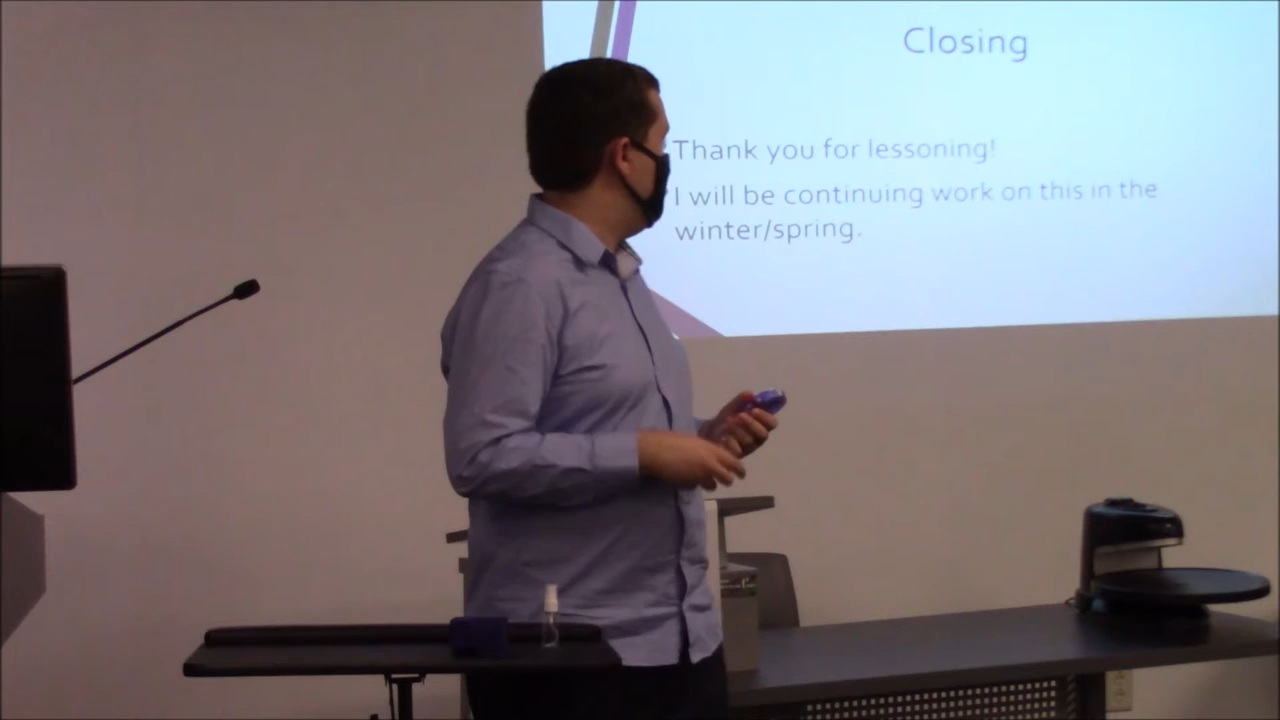 Closing
Thank you for lessoning!
I will be continuing work on this in the
winter/spring.